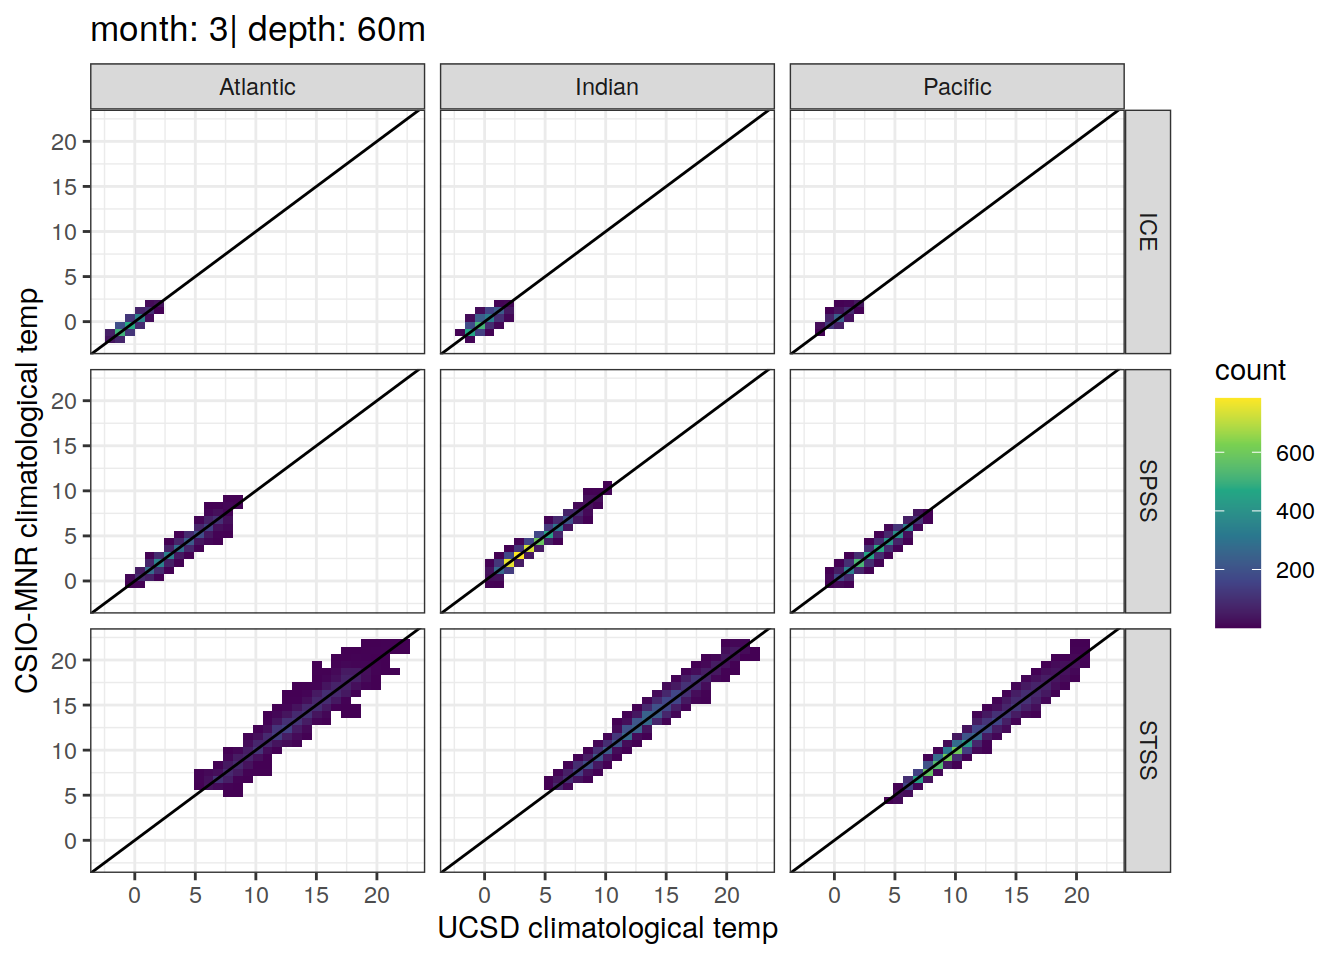 month: 3| depth: 60m
Atlantic
Indian
Pacific
20
15
10
5
0
ICE
20
15
10
5
0
SPSS
20
15
10
5
0
STSS
0 5 10 15 20
0 5 10 15 20
0 5 10 15 20
UCSD climatological temp
CSIO-MNR climatological temp
count
600
400
200